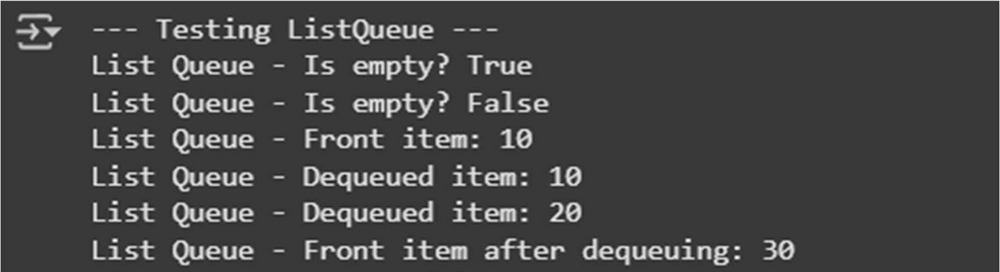 --- Testing ListQueue ---
List Queue - Is empty? True
List Queue - Is empty? False
List Queue - Front item: 10
List Queue - Dequeued item: 10
List Queue - Dequeued item: 20
List Queue - Front item after dequeuing: 30